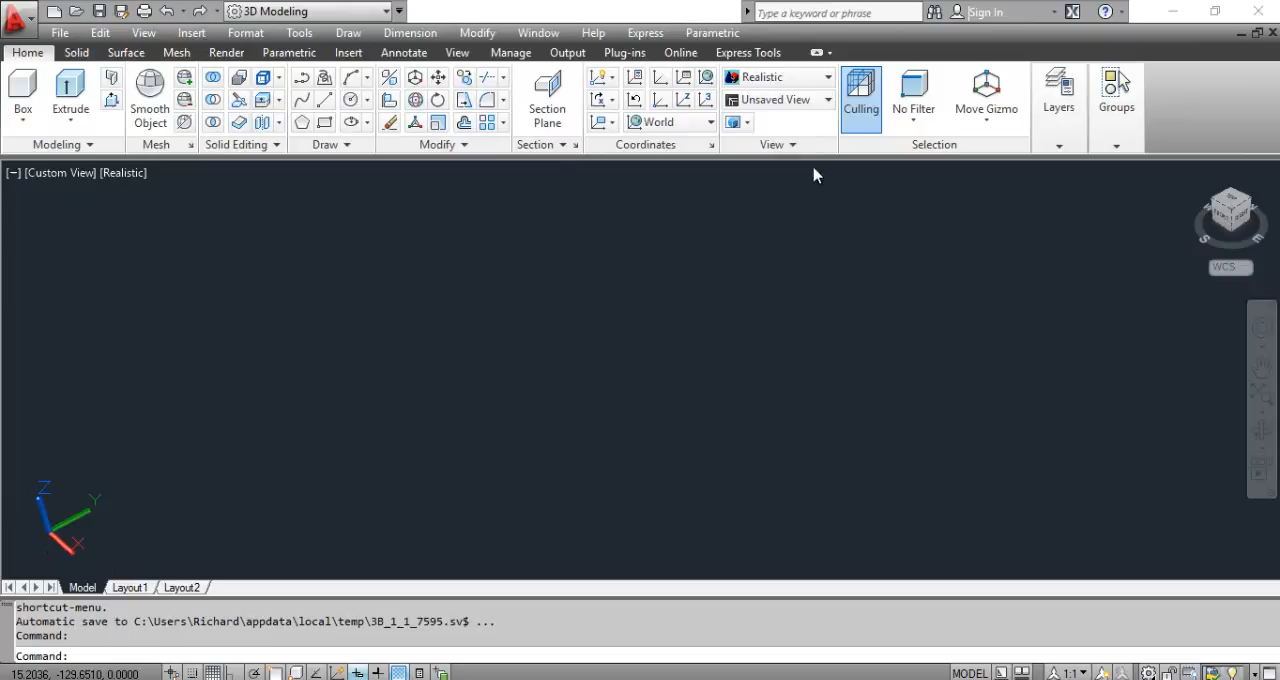 3D Modeling
Type a keyword or phrase
Sign In
File Edit View Insert Format Tools Draw Dimension Modify Window Help Express Parametric
Home Solid Surface Mesh Render Parametric Insert Annotate View Manage Output Plug-ins Online Express Tools
Realistic
Unsaved View
World
Box Extrude Smooth Object Section Plane Culling No Filter Move Gizmo Layers Groups
Modeling Mesh Solid Editing Draw Modify Section Coordinates View Selection
[−] [Custom View] [Realistic]
WCS
Z
Y
X
Model Layout1 Layout2
shortcut-menu.
Automatic save to C:\Users\Richard\appdata\local\temp\3B_1_1_7595.sv$ ...
Command:
Command:
15.2036, -129.6510, 0.0000
MODEL
1:1